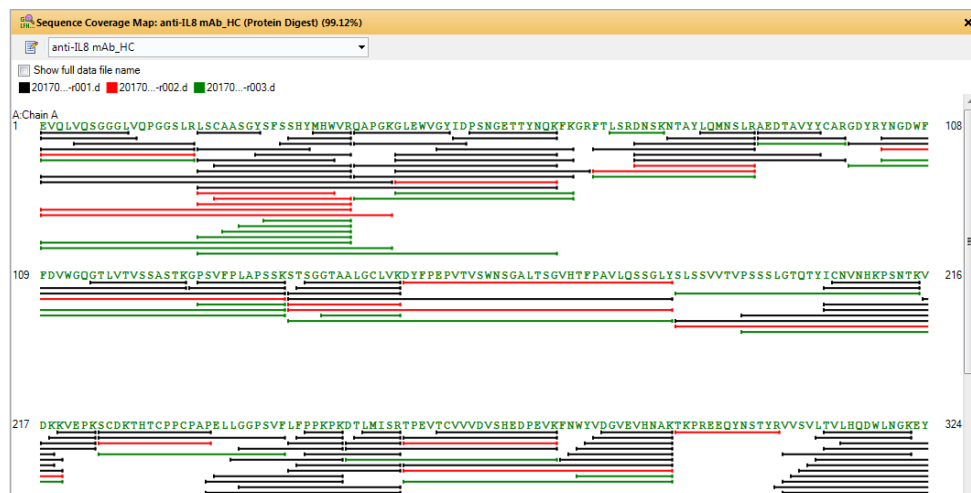 Sequence Coverage Map: anti-IL8 mAb_HC (Protein Digest) (99.12%)
anti-IL8 mAb_HC
Show full data file name
20170...-r001.d 20170...-r002.d 20170...-r003.d
A:Chain A
1 EVQLVQSGGGLVQPGGSLRLSCAASGYSFSSHYMHWVRQAPGKGLEWVGYIDPSNGETTYNQKFKGRFTLSRDNSKNTAYLQMNSLRAEDTAVYYCARGDYRYNGDWF 108
109 FDVWGQGTLVTVSSASTKGPSVFPLAPSSKSTSGGTAALGCLVKDYFPEPVTVSWNSGALTSGVHTFPAVLQSSGLYSLSSVVTVPSSSLGTQTYICNVNHKPSNTKV 216
217 DKKVEPKSCDKTHTCPPCPAPELLGGPSVFLFPPKPKDTLMISRTPEVTCVVVDVSHEDPEVKFNWYVDGVEVHNAKTKPREEQYNSTYRVVSVLTVLHQDWLNGKEY 324